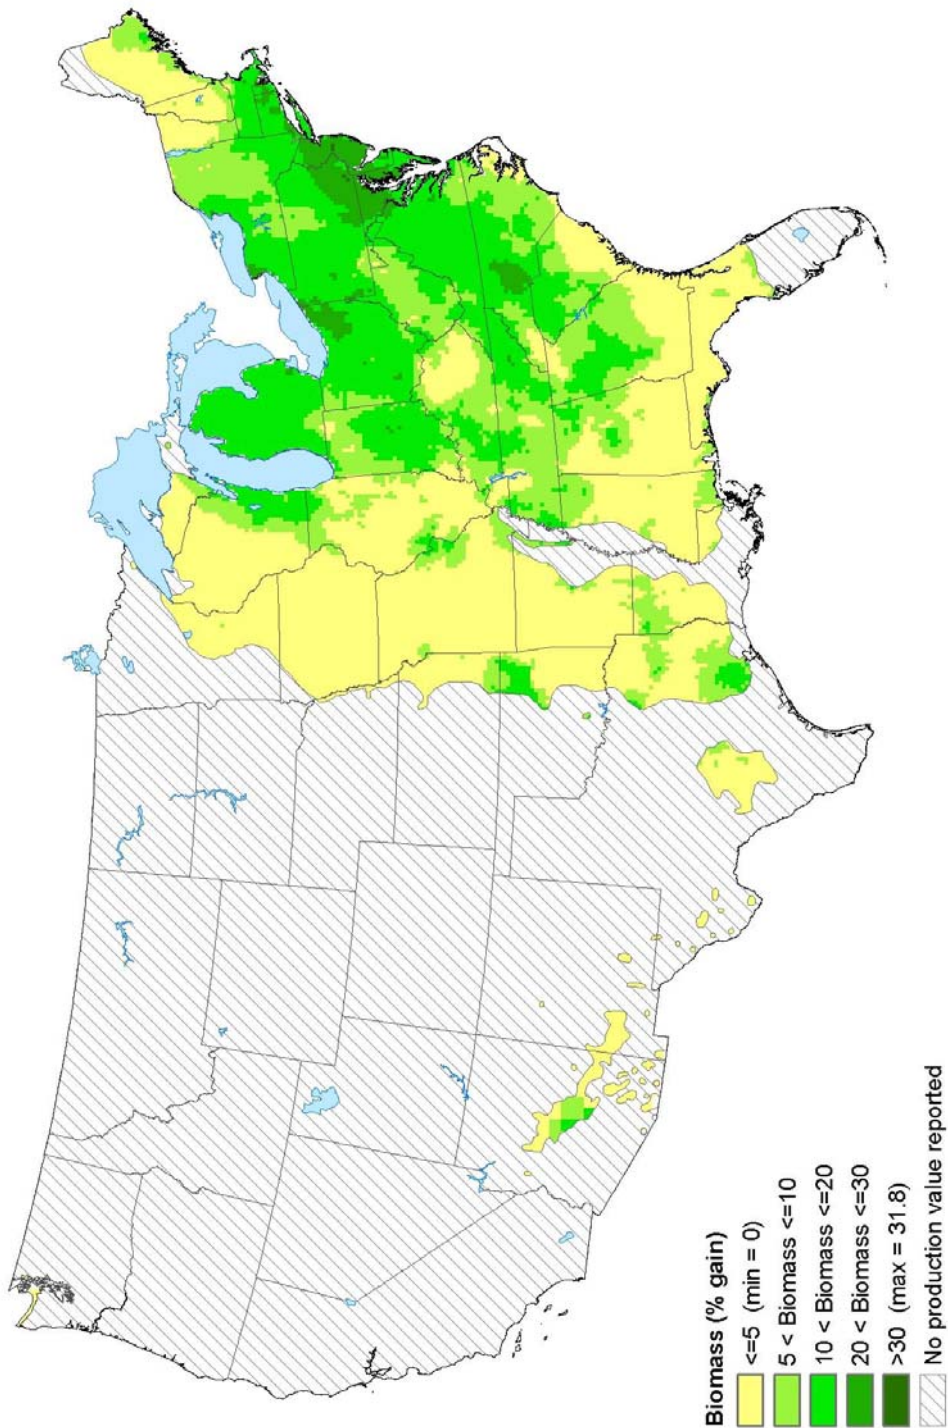 Biomass (% gain)
<=5 (min = 0)
5 < Biomass <=10
10 < Biomass <=20
20 < Biomass <=30
>30 (max = 31.8)
No production value reported